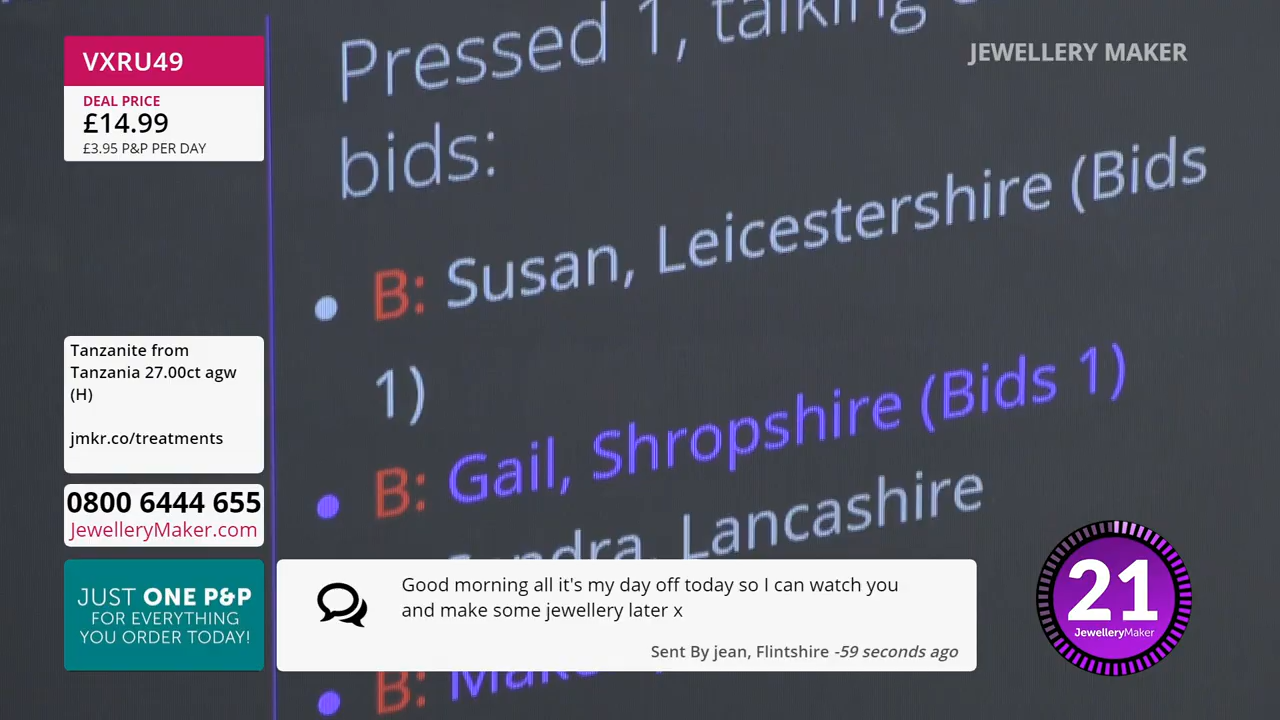 VXRU49
DEAL PRICE
£14.99
£3.95 P&P PER DAY
JEWELLERY MAKER
Pressed 1, talking
bids:
B: Susan, Leicestershire (Bids
1)
B: Gail, Shropshire (Bids 1)
Sandra, Lancashire
B:
Tanzanite from
Tanzania 27.00ct agw
(H)
jmkr.co/treatments
0800 6444 655
JewelleryMaker.com
JUST ONE P&P
FOR EVERYTHING
YOU ORDER TODAY!
Good morning all it's my day off today so I can watch you
and make some jewellery later x
Sent By jean, Flintshire -59 seconds ago
21
JewelleryMaker